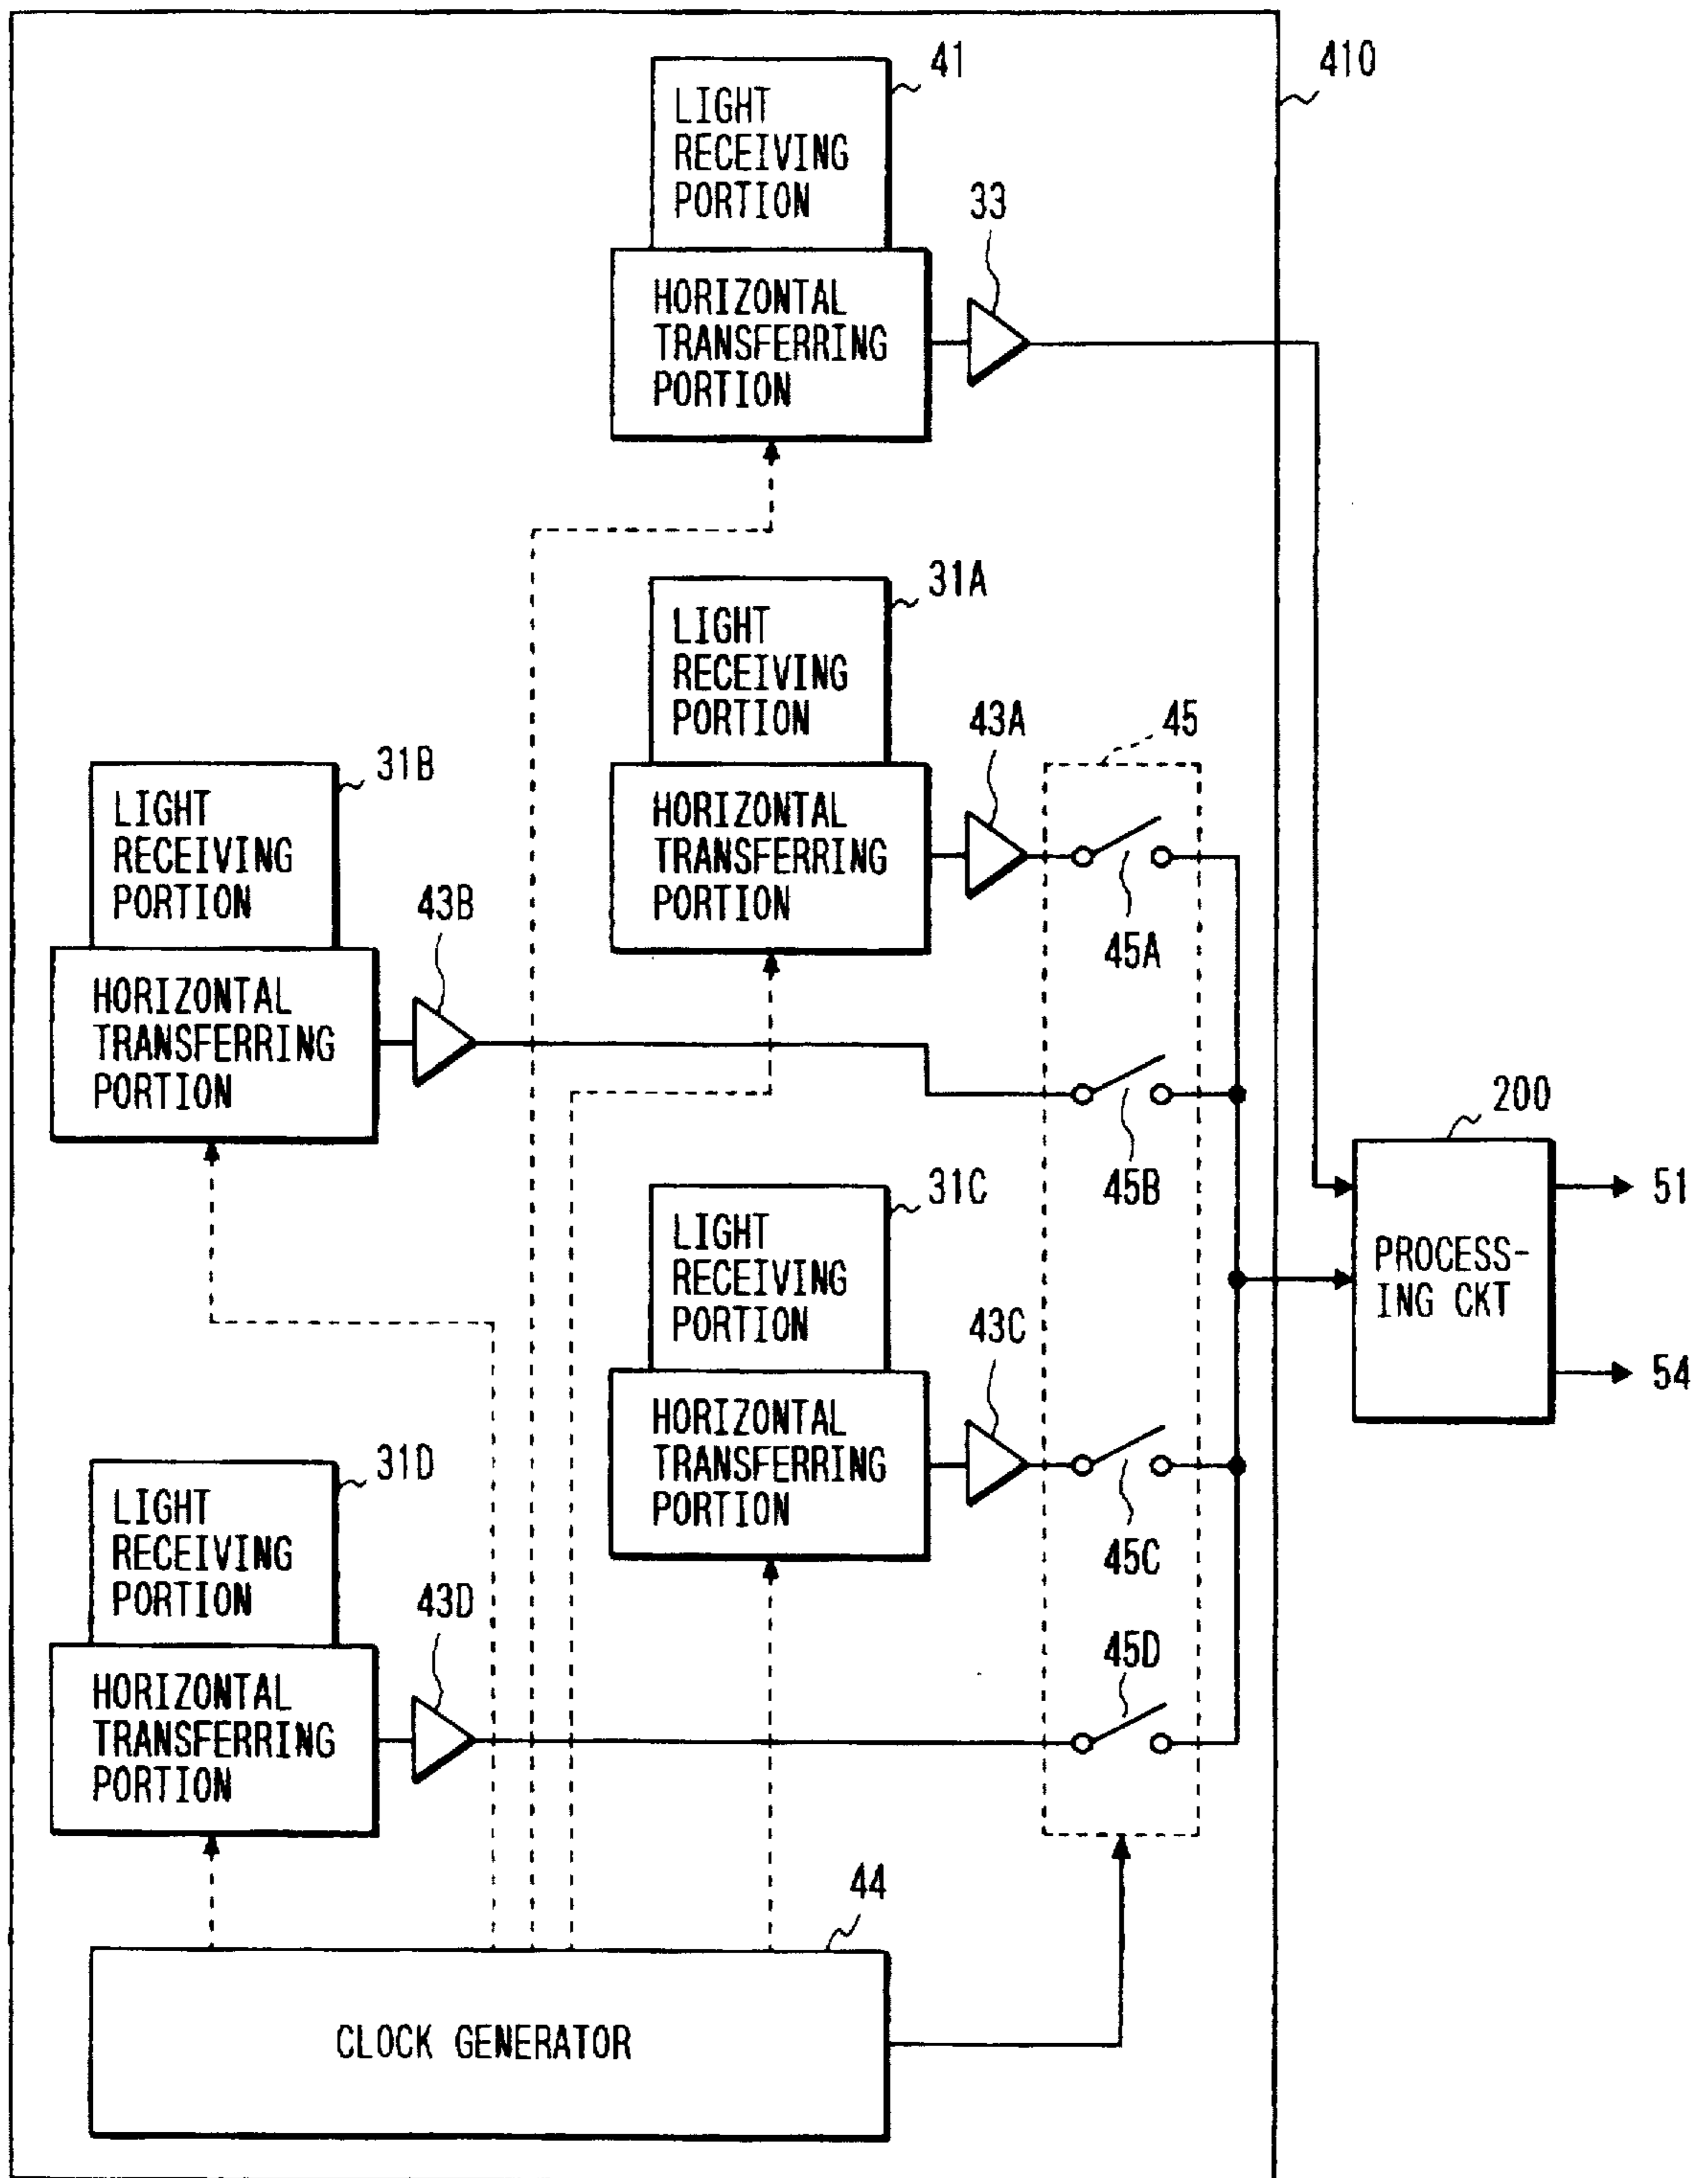 41
410
LIGHT
RECEIVING
PORTION
33
HORIZONTAL
TRANSFERRING
PORTION
31A
LIGHT
RECEIVING
PORTION
43A
45
31B
LIGHT
RECEIVING
PORTION
HORIZONTAL
TRANSFERRING
PORTION
43B
45A
HORIZONTAL
TRANSFERRING
PORTION
200
31C
45B
51
LIGHT
RECEIVING
PORTION
PROCESS-
ING CKT
43C
54
HORIZONTAL
TRANSFERRING
PORTION
31D
LIGHT
RECEIVING
PORTION
45C
43D
45D
HORIZONTAL
TRANSFERRING
PORTION
44
CLOCK GENERATOR